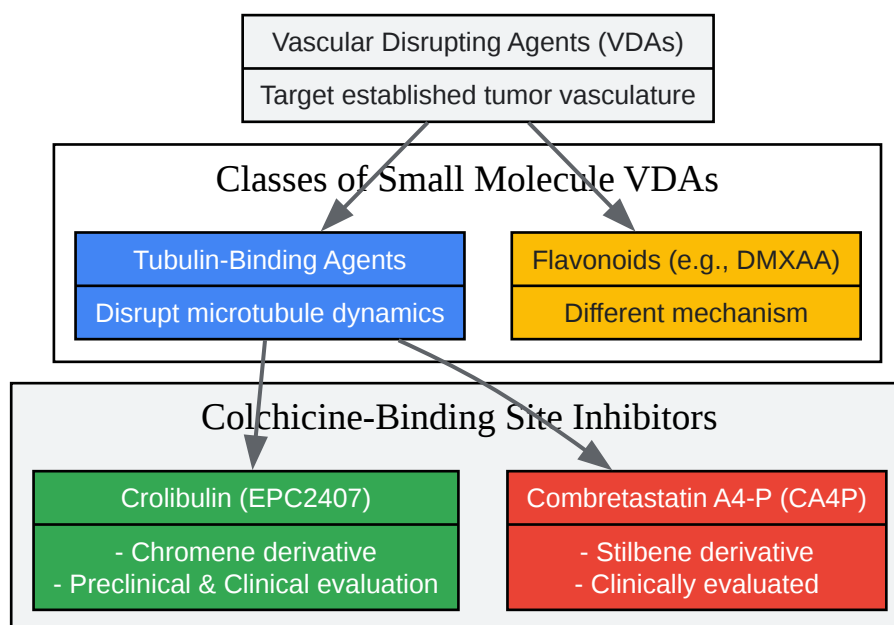 Vascular Disrupting Agents (VDAs)
Target established tumor vasculature
Classes of Small Molecule VDAs
Tubulin-Binding Agents
Disrupt microtubule dynamics
Flavonoids (e.g., DMXAA)
Different mechanism
Colchicine-Binding Site Inhibitors
Crolibulin (EPC2407)
- Chromene derivative
- Preclinical & Clinical evaluation
Combretastatin A4-P (CA4P)
- Stilbene derivative
- Clinically evaluated